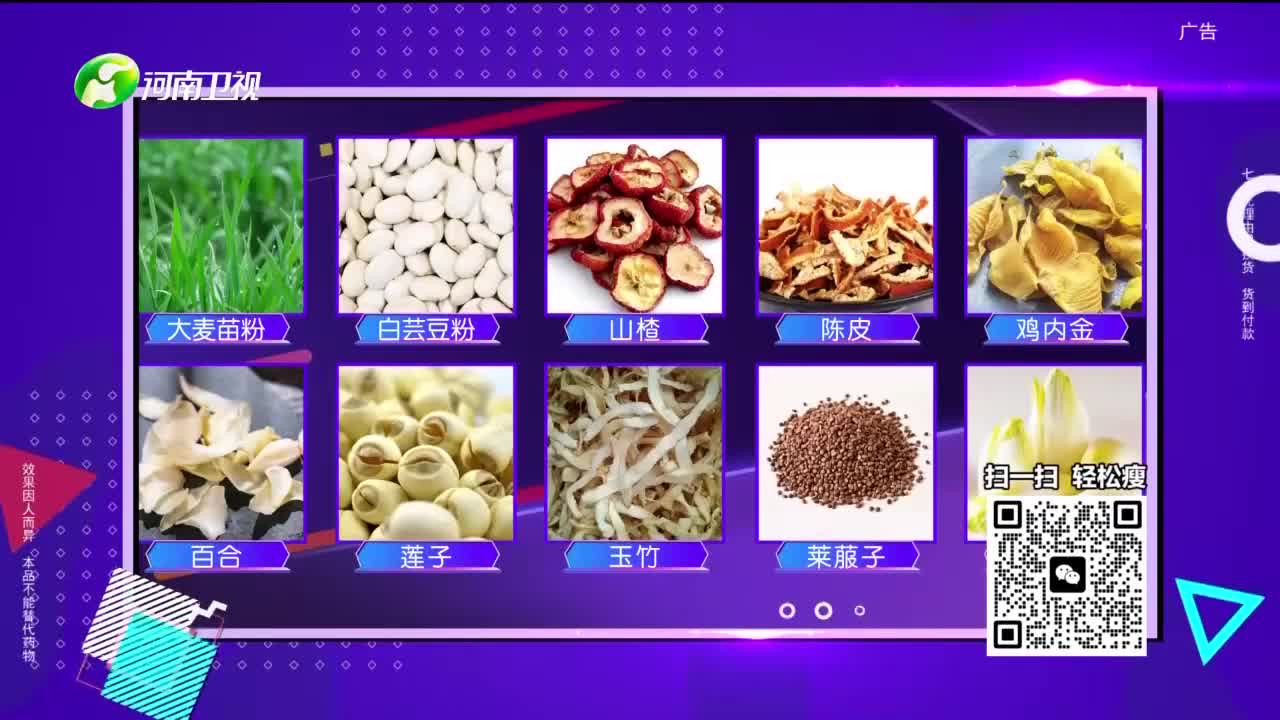 广告
河南卫视
大麦苗粉
白芸豆粉
山楂
陈皮
鸡内金
百合
莲子
玉竹
莱菔子
扫一扫 轻松瘦
货到付款
效果因人而异 本品不能替代药物